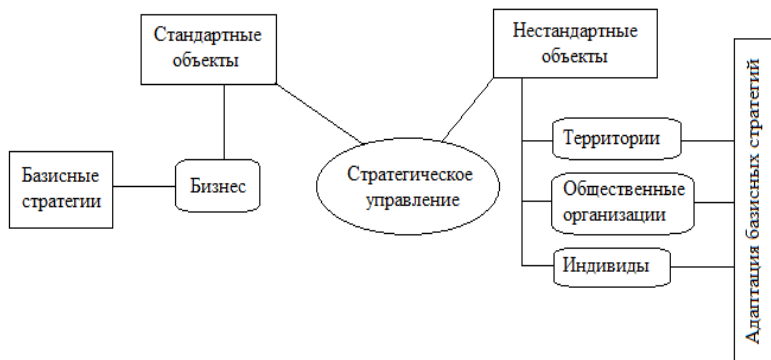 Стандартные
объекты
Нестандартные
объекты
Базисные
стратегии
Бизнес
Стратегическое
управление
Территории
Общественные
организации
Индивиды
Адаптация базисных стратегий